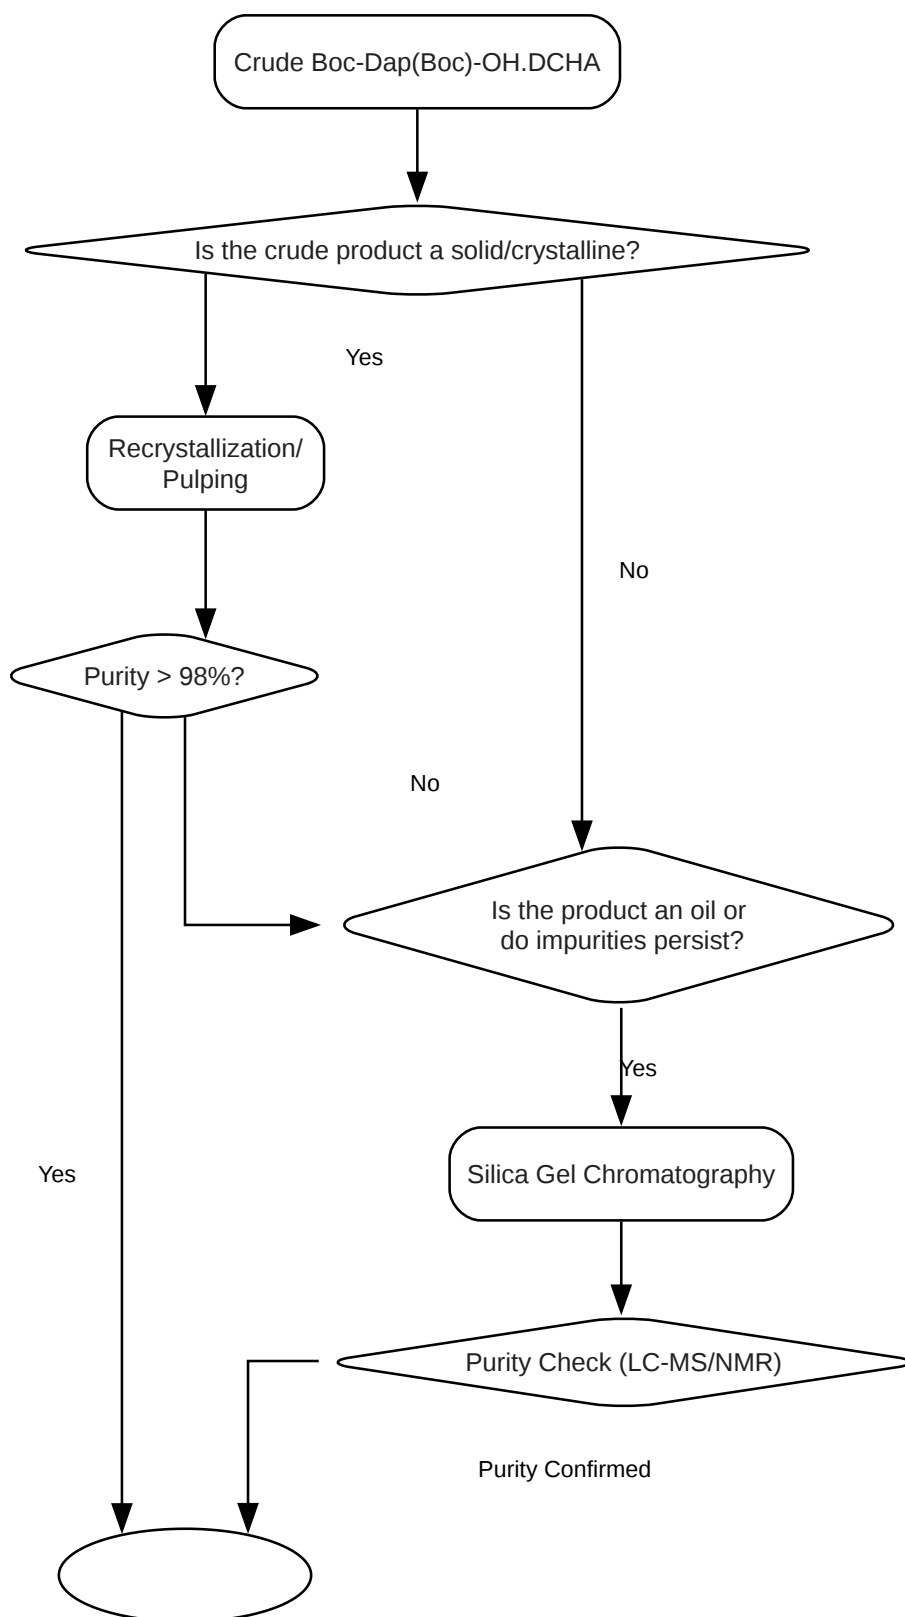 Crude Boc-Dap(Boc)-OH.DCHA
Is the crude product a solid/crystalline?
Yes
Recrystallization/
Pulping
No
Purity > 98%?
No
Is the product an oil or
do impurities persist?
Yes
Silica Gel Chromatography
Yes
Purity Check (LC-MS/NMR)
Purity Confirmed